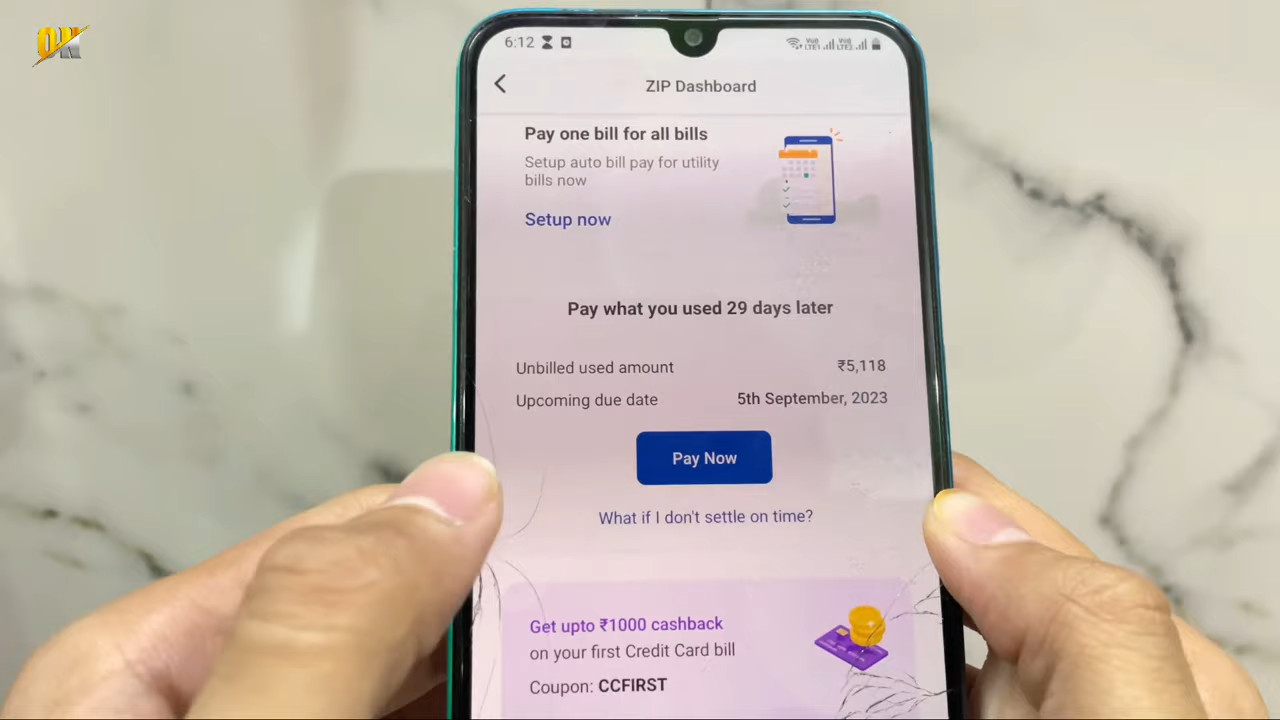 ON
6:12
ZIP Dashboard
Pay one bill for all bills
Setup auto bill pay for utility
bills now
Setup now
Pay what you used 29 days later
Unbilled used amount ₹5,118
Upcoming due date 5th September, 2023
Pay Now
What if I don't settle on time?
Get upto ₹1000 cashback
on your first Credit Card bill
Coupon: CCFIRST